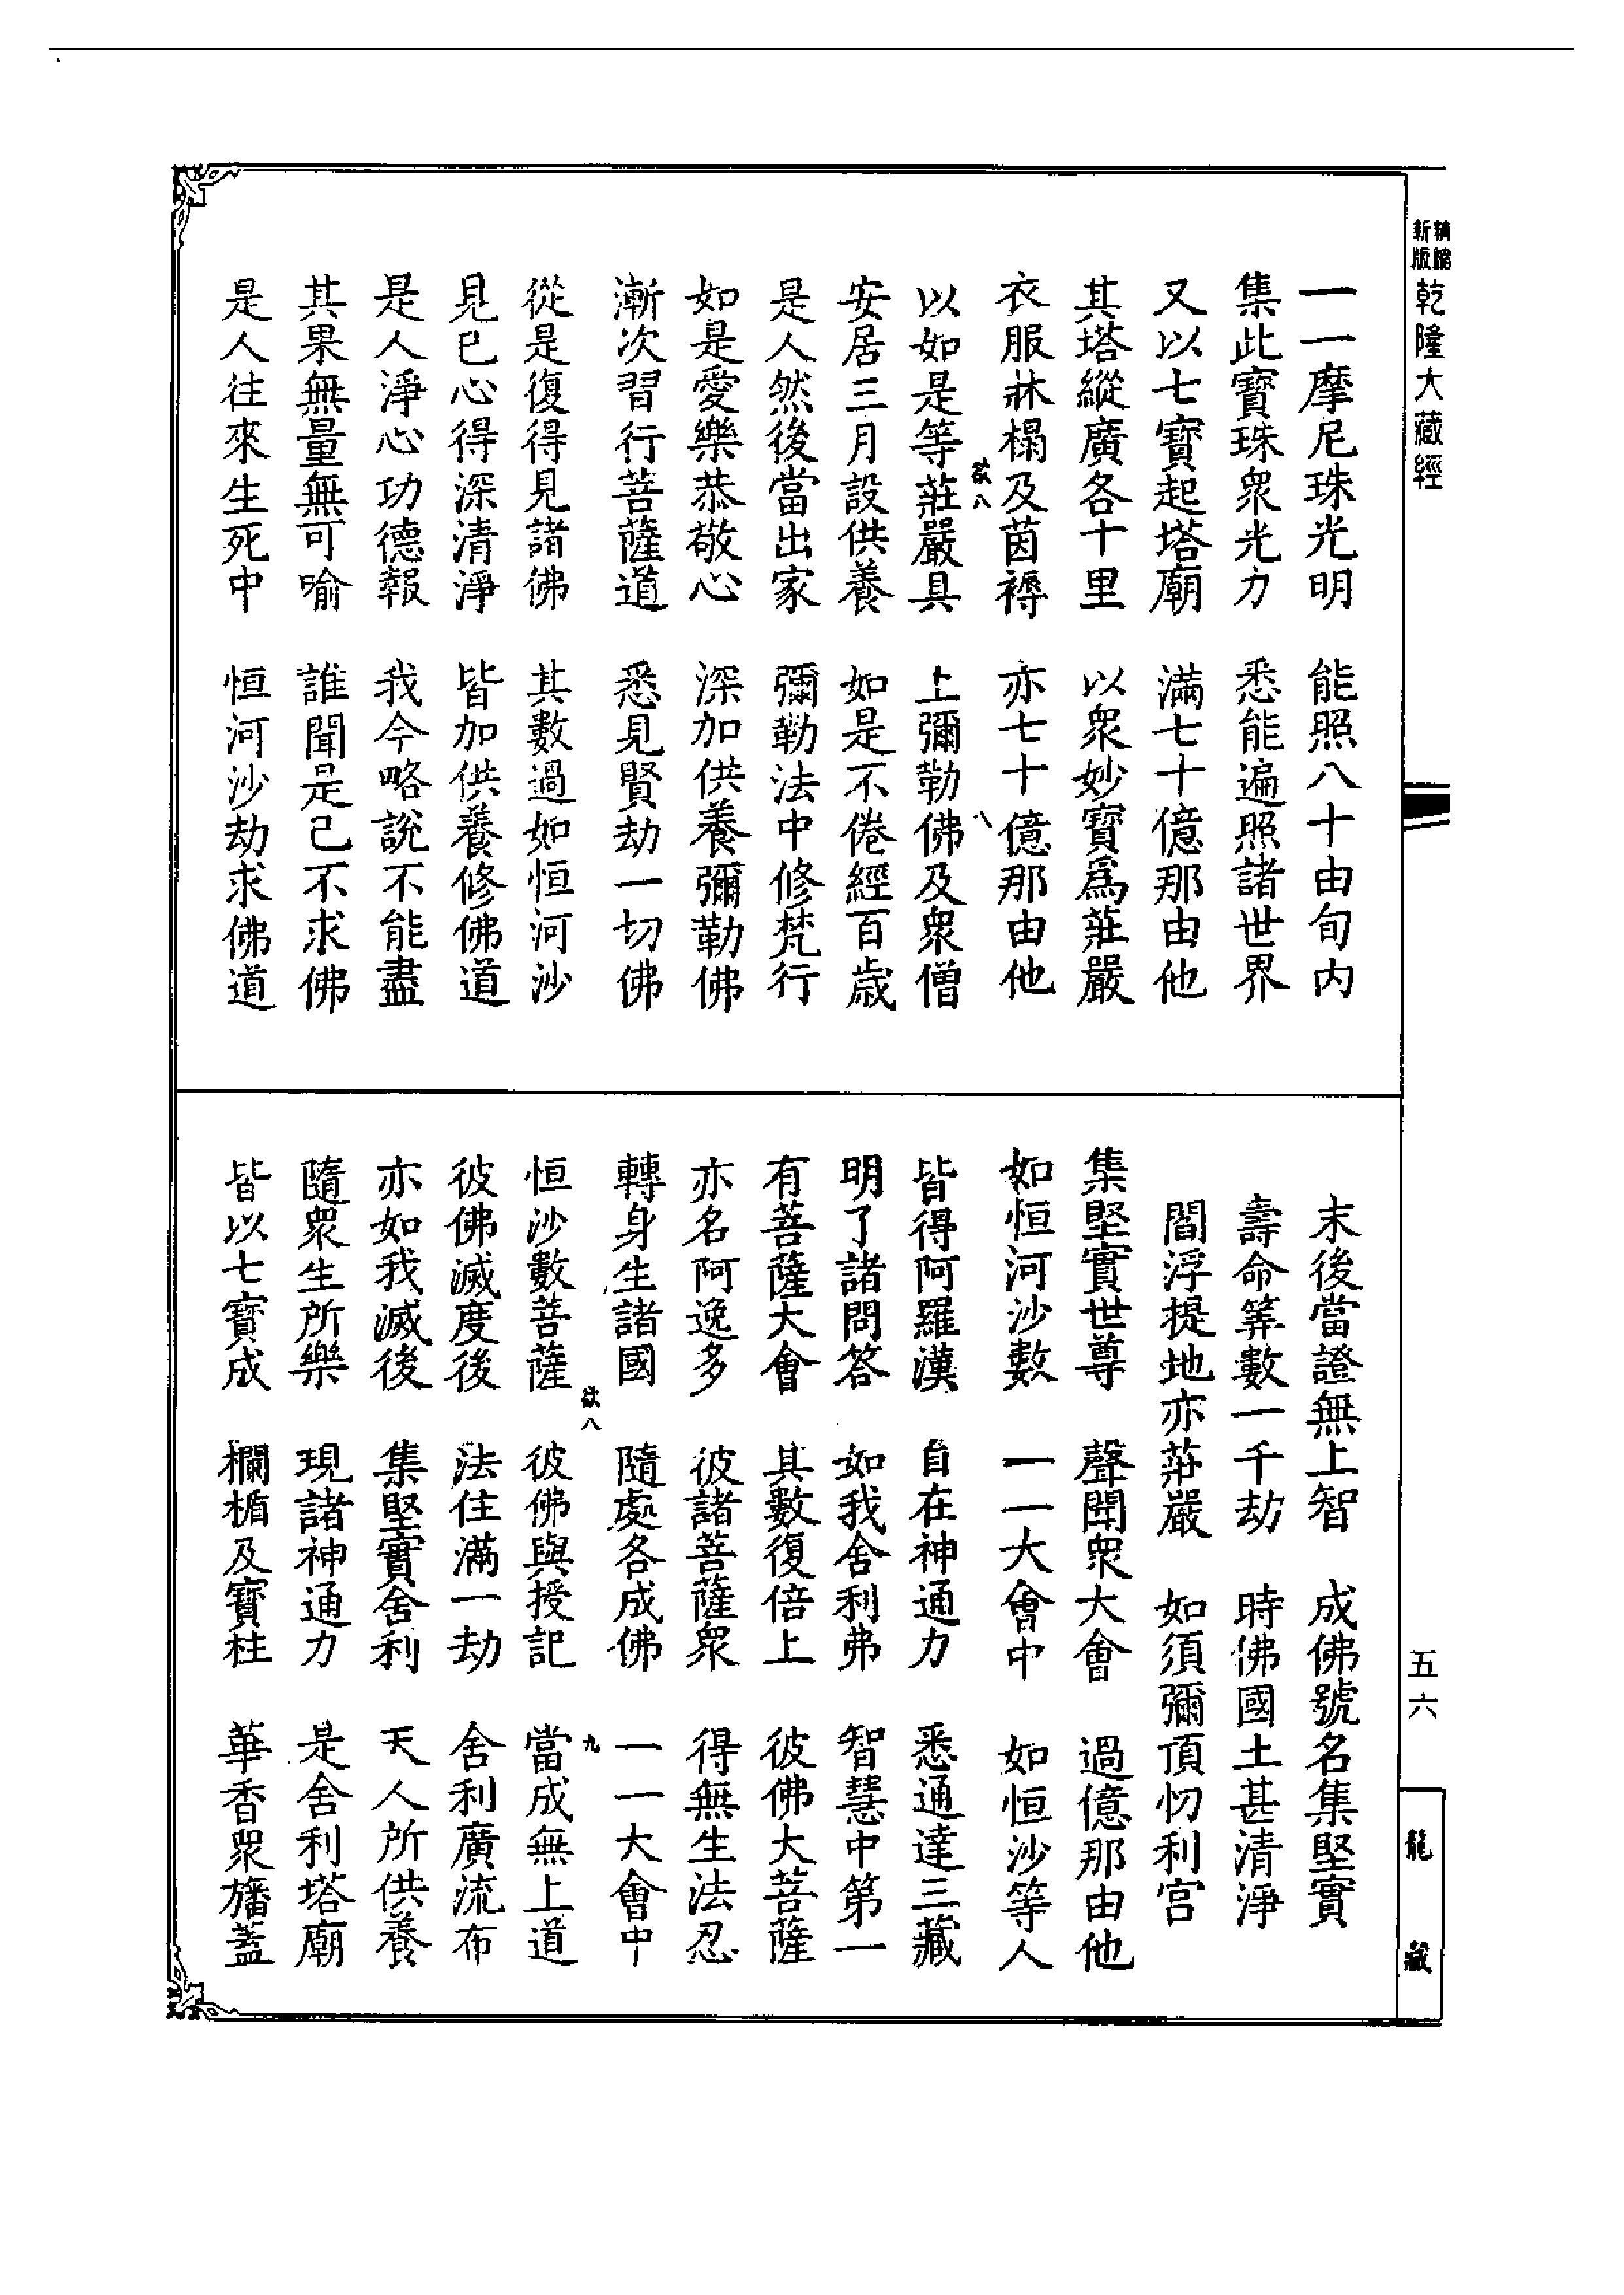 新版精縮
乾隆大藏經
一一摩尼珠光明　能照八十由旬内
集此寶珠衆光力　悉能遍照諸世界
又以七寶起塔廟　滿七十億那由他
其塔縱廣各十里　以衆妙寶爲莊嚴
衣服牀榻及茵褥　亦七十億那由他
欲八　八
以如是等莊嚴具　上彌勒佛及衆僧
安居三月設供養　如是不倦經百歲
是人然後當出家　彌勒法中修梵行
如是愛樂恭敬心　深加供養彌勒佛
漸次習行菩薩道　悉見賢劫一切佛
從是復得見諸佛　其數過如恒河沙
見已心得深清淨　皆加供養修佛道
是人淨心功德報　我今略說不能盡
其果無量無可喻　誰聞是已不求佛
是人往來生死中　恒河沙劫求佛道
末後當證無上智　成佛號名集堅實
壽命筭數一千劫　時佛國土甚清淨
閻浮提地亦莊嚴　如須彌頂忉利宮
集堅實世尊　聲聞衆大會　過億那由他
如恒河沙數　一一大會中　如恒沙等人
皆得阿羅漢　自在神通力　悉通達三藏
明了諸問答　如我舍利弗　智慧中第一
有菩薩大會　其數復倍上　彼佛大菩薩
亦名阿逸多　彼諸菩薩衆　得無生法忍
轉身生諸國　隨處各成佛　一一大會中
欲八　九
恒沙數菩薩　彼佛與授記　當成無上道
彼佛滅度後　法住滿一劫　舍利廣流布
亦如我滅後　集堅實舍利　天人所供養
隨衆生所樂　現諸神通力　是舍利塔廟
皆以七寶成　欄楯及寶柱　華香衆旛蓋
五六
龍藏